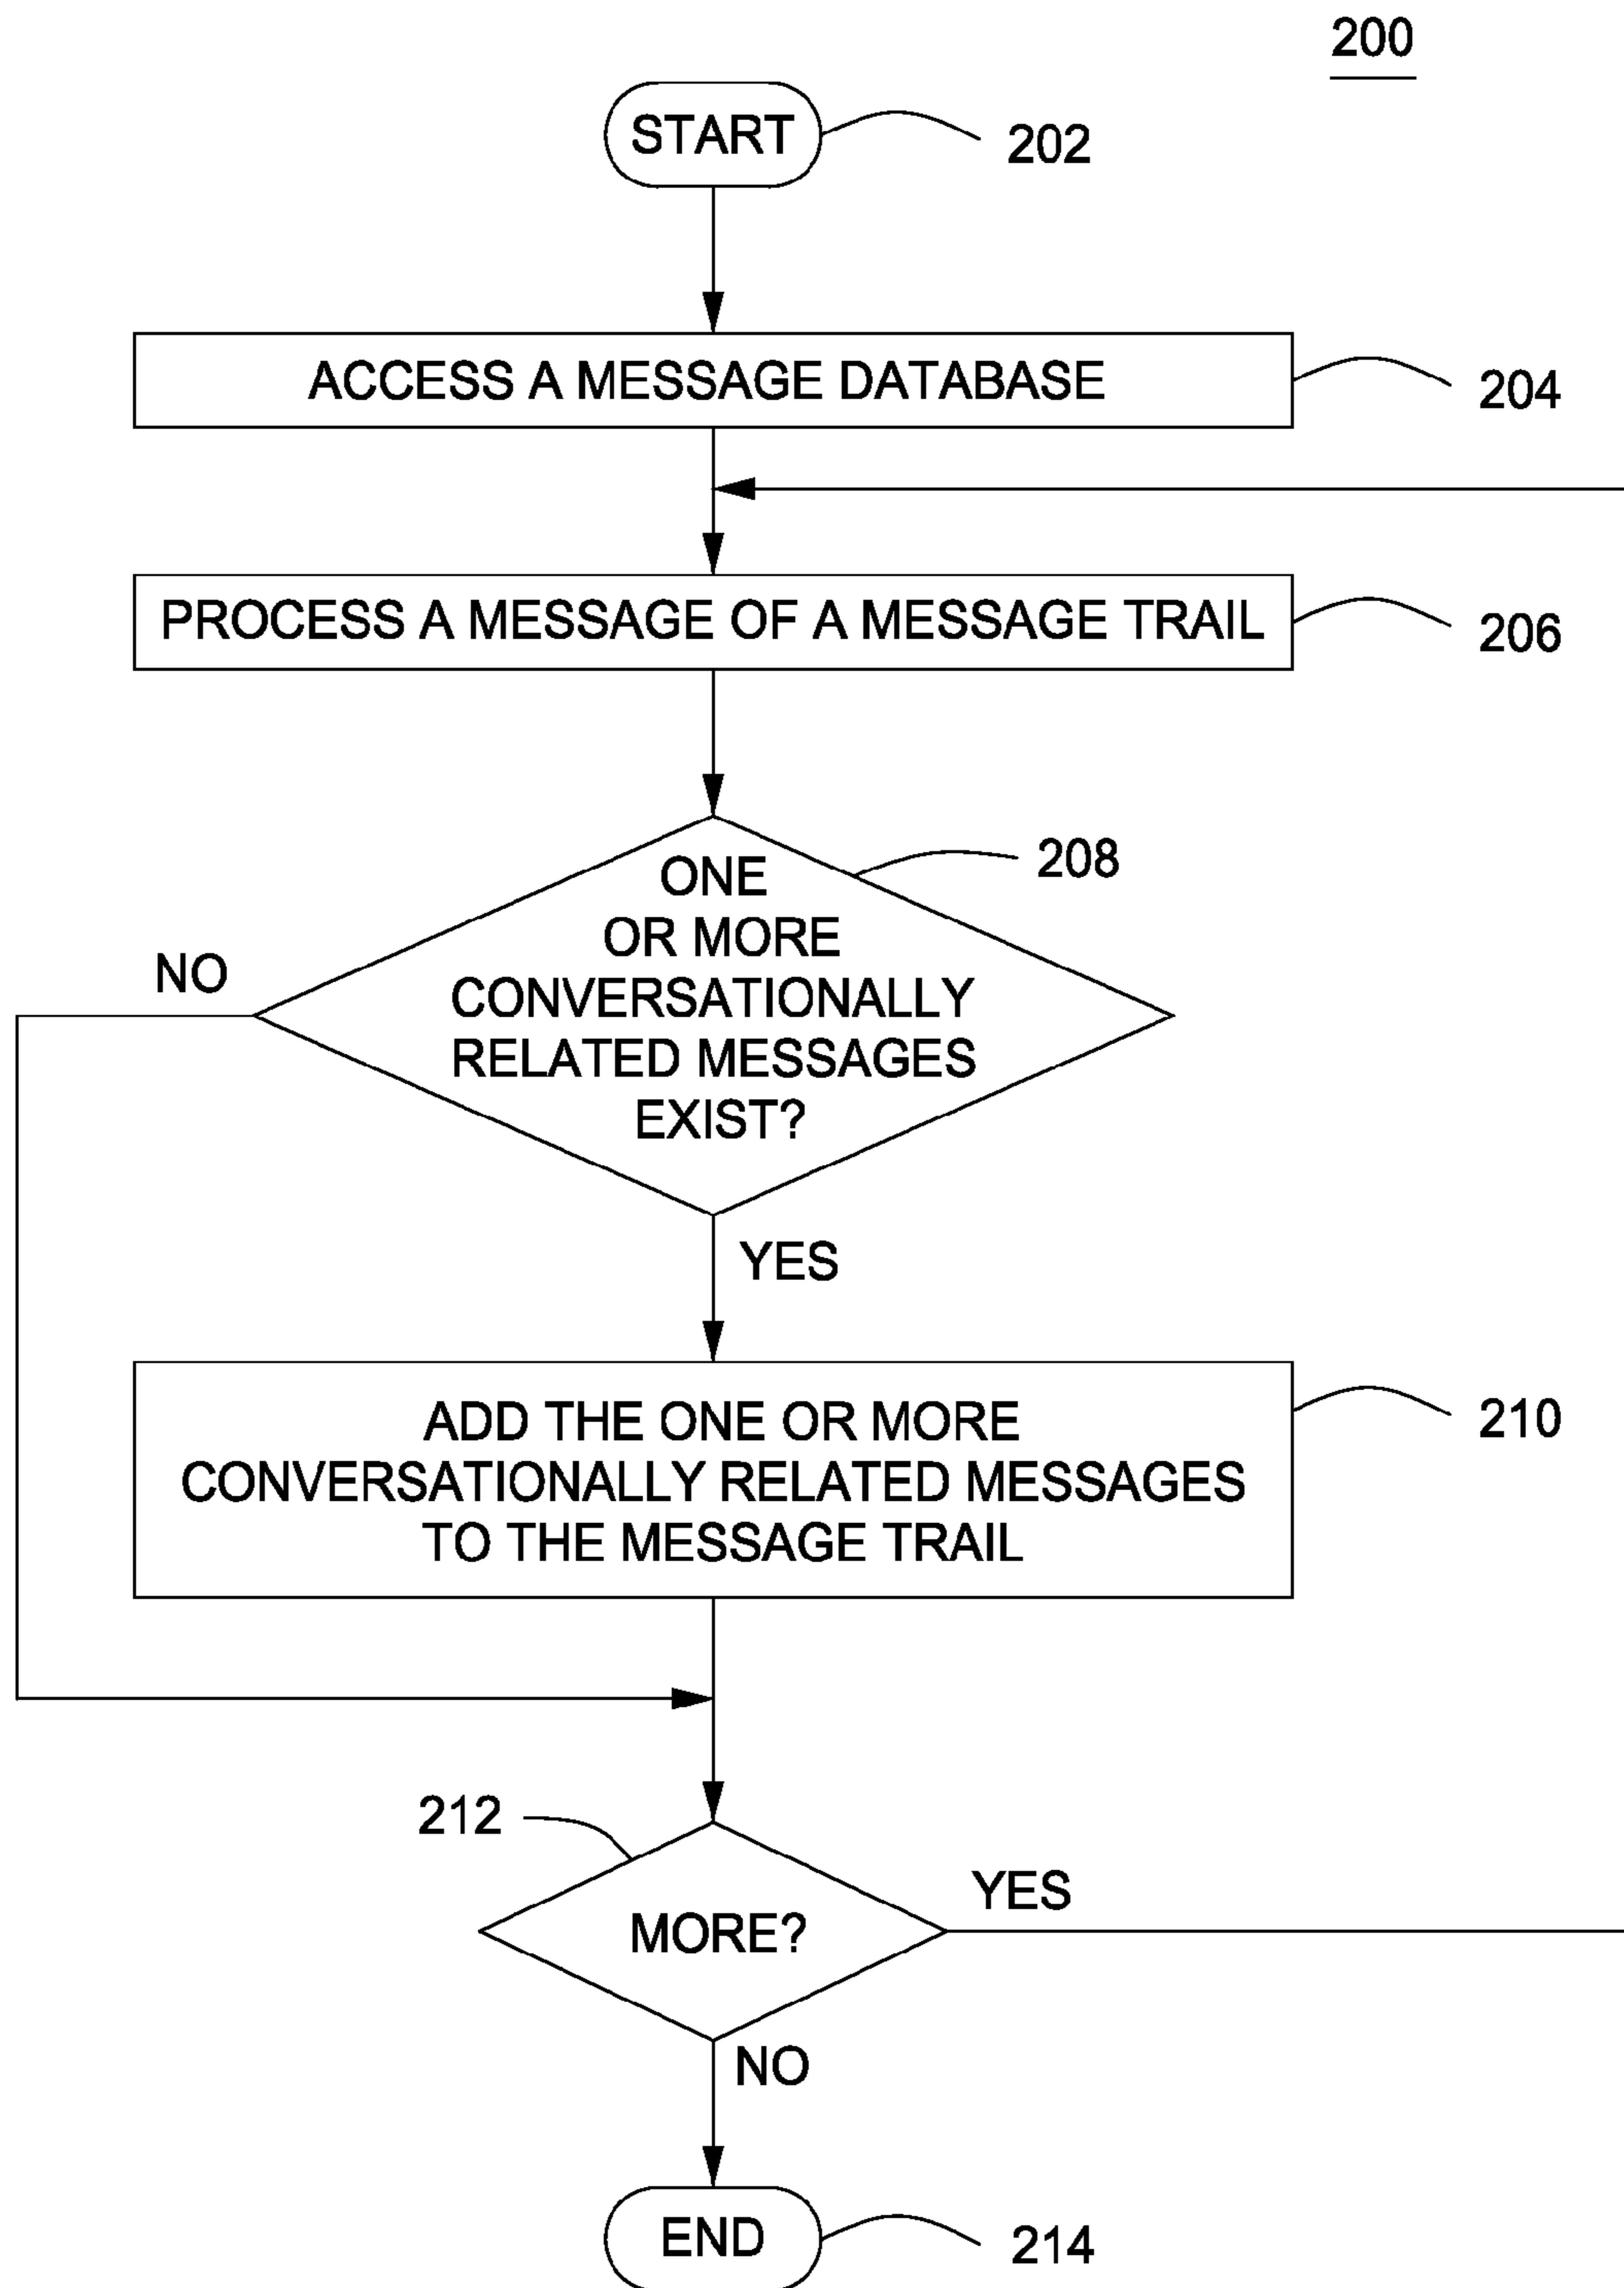 200
START
202
ACCESS A MESSAGE DATABASE
204
PROCESS A MESSAGE OF A MESSAGE TRAIL
206
ONE
OR MORE
CONVERSATIONALLY
RELATED MESSAGES
EXIST?
208
NO
YES
ADD THE ONE OR MORE
CONVERSATIONALLY RELATED MESSAGES
TO THE MESSAGE TRAIL
210
212
MORE?
YES
NO
END
214